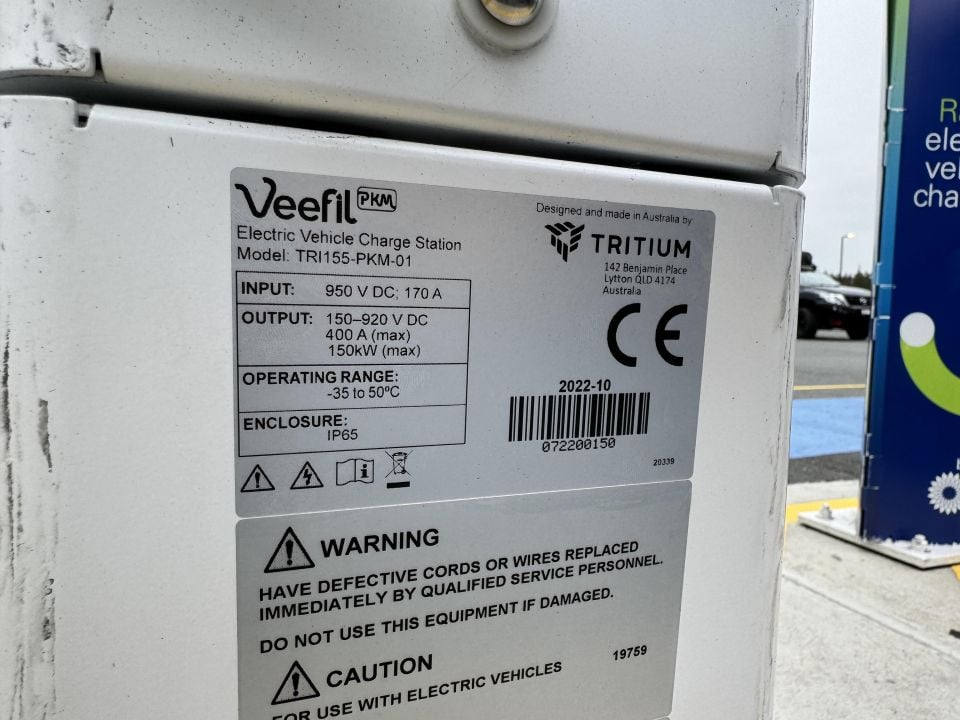 Veefil PKM
Electric Vehicle Charge Station
Model: TRI155-PKM-01
INPUT: 950 V DC; 170 A
OUTPUT: 150–920 V DC
400 A (max)
150kW (max)
OPERATING RANGE:
-35 to 50ºC
ENCLOSURE:
IP65
Designed and made in Australia by
TRITIUM
142 Benjamin Place
Lytton QLD 4174
Australia
CE
2022-10
072200150
20339
WARNING
HAVE DEFECTIVE CORDS OR WIRES REPLACED
IMMEDIATELY BY QUALIFIED SERVICE PERSONNEL.
DO NOT USE THIS EQUIPMENT IF DAMAGED.
CAUTION
19759
FOR USE WITH ELECTRIC VEHICLES